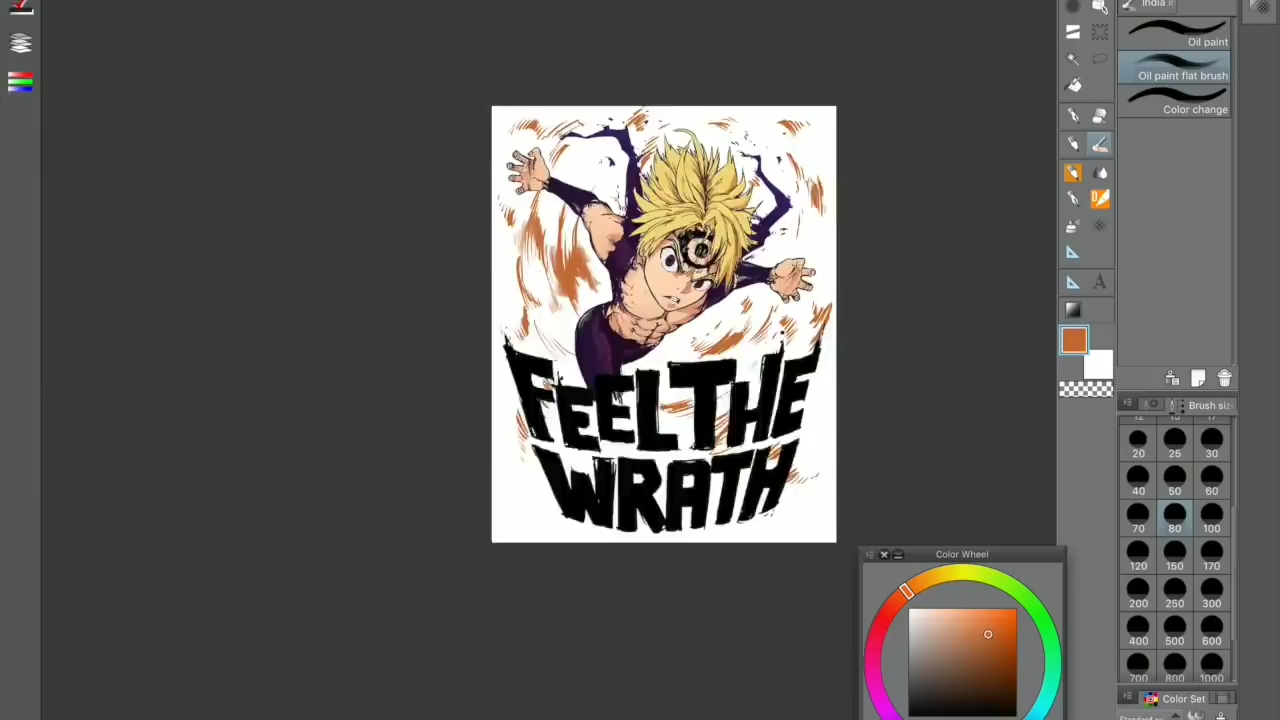 India
Oil paint
Oil paint flat brush
Color change
FEEL THE
WRATH
Brush siz
20 25 30
40 50 60
70 80 100
120 150 170
200 250 300
400 500 600
700 800 1000
Color Wheel
Color Set